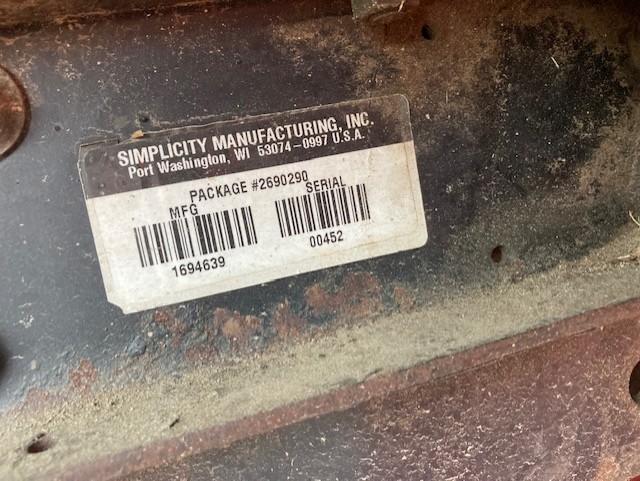 SIMPLICITY MANUFACTURING, INC.
Port Washington, WI 53074-0997 U.S.A.
PACKAGE #2690290
MFG SERIAL
1694639 00452